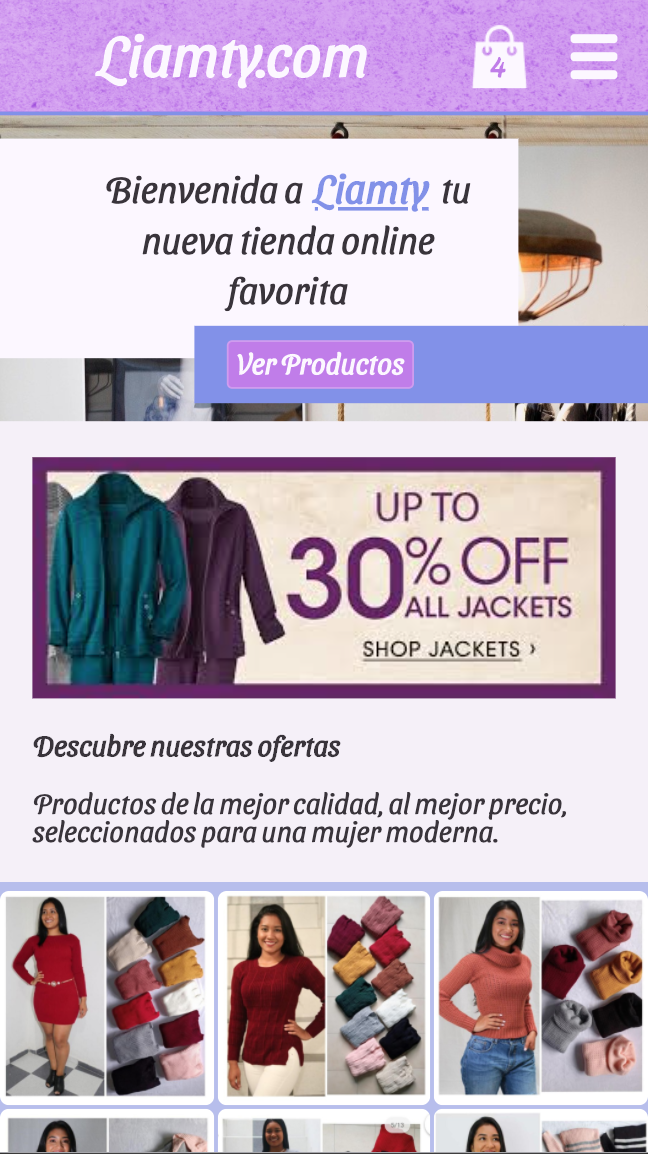 Liamty.com
4
Bienvenida a Liamty tu
nueva tienda online
favorita
Ver Productos
UP TO
30% OFF
ALL JACKETS
SHOP JACKETS ›
Descubre nuestras ofertas
Productos de la mejor calidad, al mejor precio,
seleccionados para una mujer moderna.